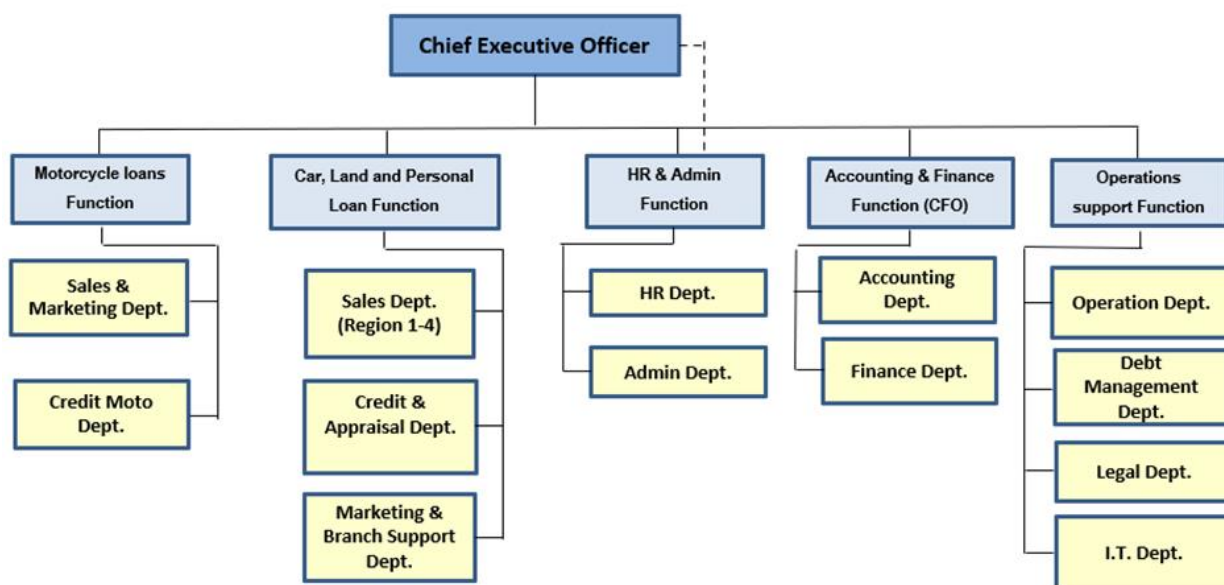 Chief Executive Officer
Motorcycle loans
Function
Car, Land and Personal
Loan Function
HR & Admin
Function
Accounting & Finance
Function (CFO)
Operations
support Function
Sales &
Marketing Dept.
Credit Moto
Dept.
Sales Dept.
(Region 1-4)
Credit &
Appraisal Dept.
Marketing &
Branch Support
Dept.
HR Dept.
Admin Dept.
Accounting
Dept.
Finance Dept.
Operation Dept.
Debt
Management
Dept.
Legal Dept.
I.T. Dept.